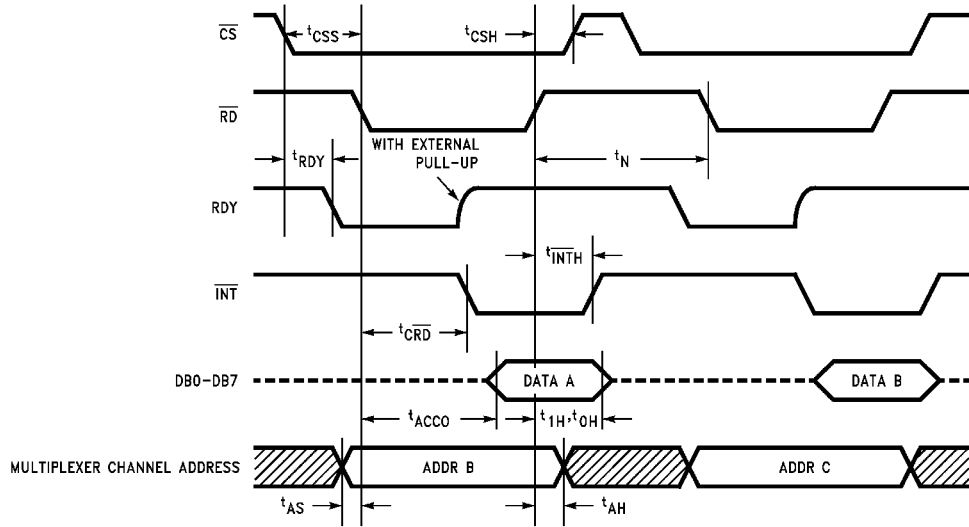 CS
tCSS
tCSH
RD
WITH EXTERNAL
PULL-UP
tRDY
tN
RDY
tINTH
INT
tCRD
DB0-DB7
DATA A
DATA B
tACC0
t1H, t0H
MULTIPLEXER CHANNEL ADDRESS
ADDR B
ADDR C
tAS
tAH